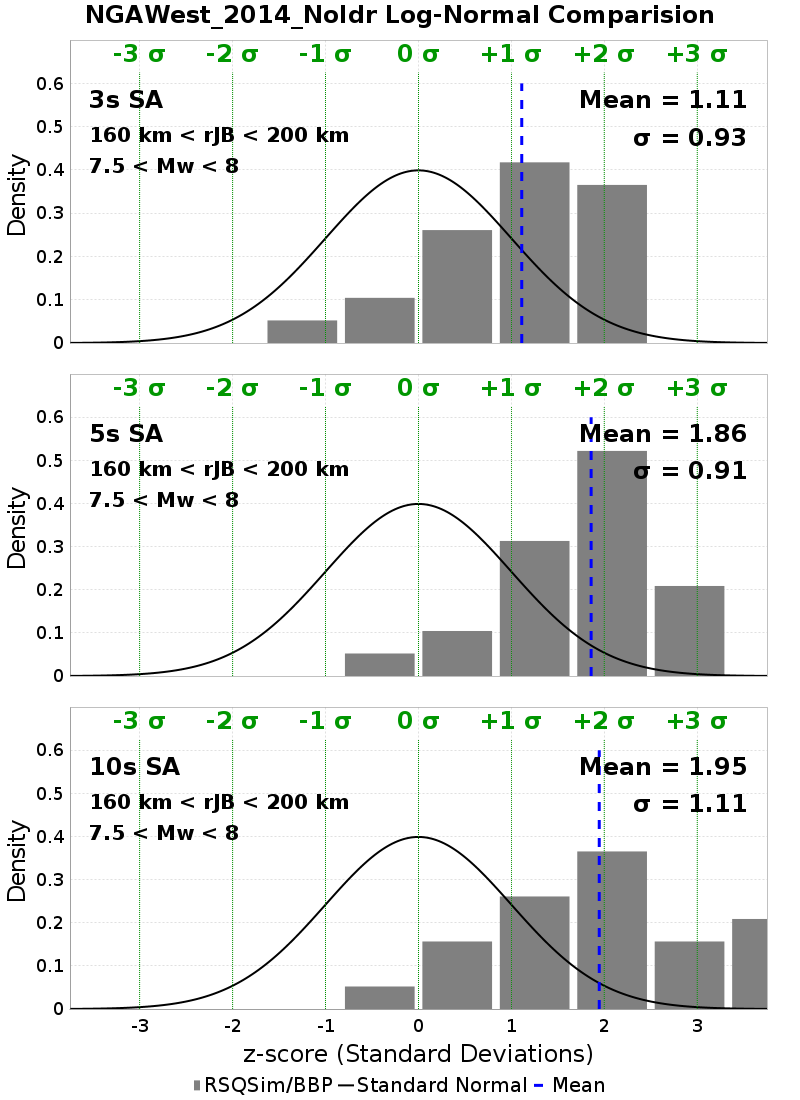 NGAWest_2014_NoIdr Log-Normal Comparision
-3 σ -2 σ -1 σ 0 σ +1 σ +2 σ +3 σ
3s SA
Mean = 1.11
160 km < rJB < 200 km
σ = 0.93
7.5 < Mw < 8
Density
0.6
0.5
0.4
0.3
0.2
0.1
0
-3 σ -2 σ -1 σ 0 σ +1 σ +2 σ +3 σ
5s SA
Mean = 1.86
160 km < rJB < 200 km
σ = 0.91
7.5 < Mw < 8
Density
0.6
0.5
0.4
0.3
0.2
0.1
0
-3 σ -2 σ -1 σ 0 σ +1 σ +2 σ +3 σ
10s SA
Mean = 1.95
160 km < rJB < 200 km
σ = 1.11
7.5 < Mw < 8
Density
0.6
0.5
0.4
0.3
0.2
0.1
0
-3 -2 -1 0 1 2 3
z-score (Standard Deviations)
RSQSim/BBP Standard Normal Mean